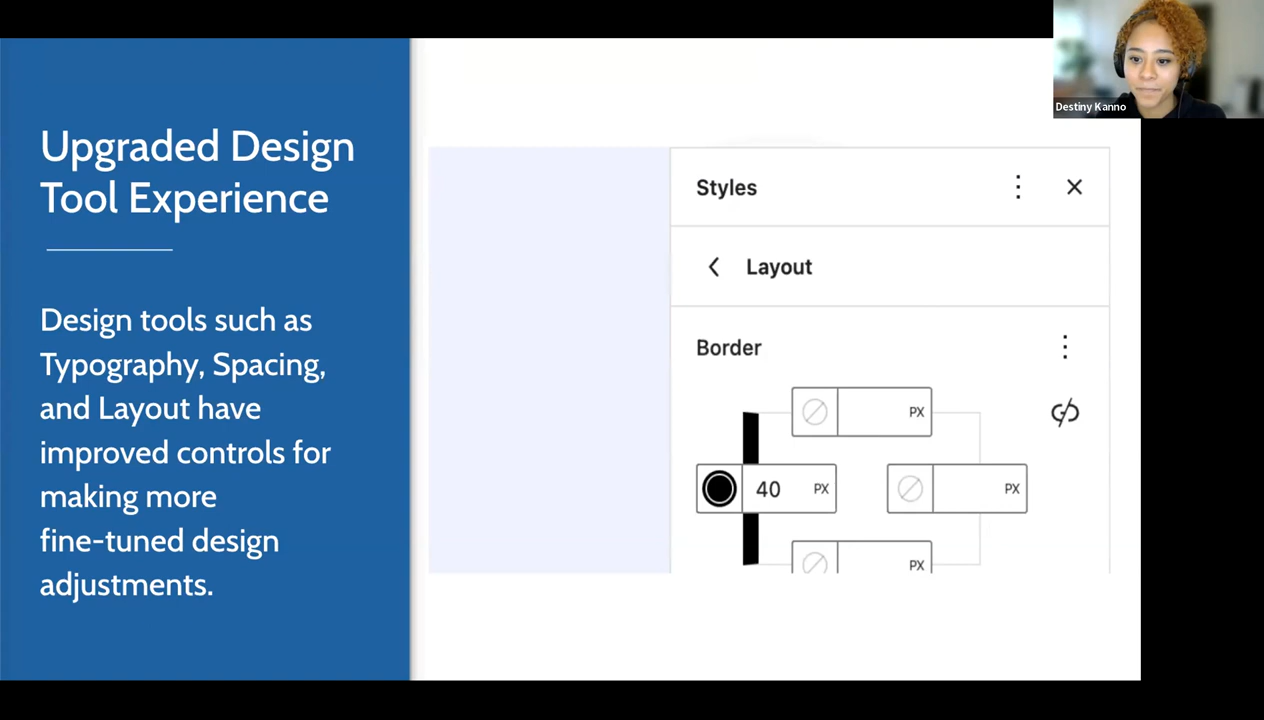 Upgraded Design
Tool Experience
Design tools such as
Typography, Spacing,
and Layout have
improved controls for
making more
fine-tuned design
adjustments.
Styles
Layout
Border
PX
40 PX
PX
PX
Destiny Kanno